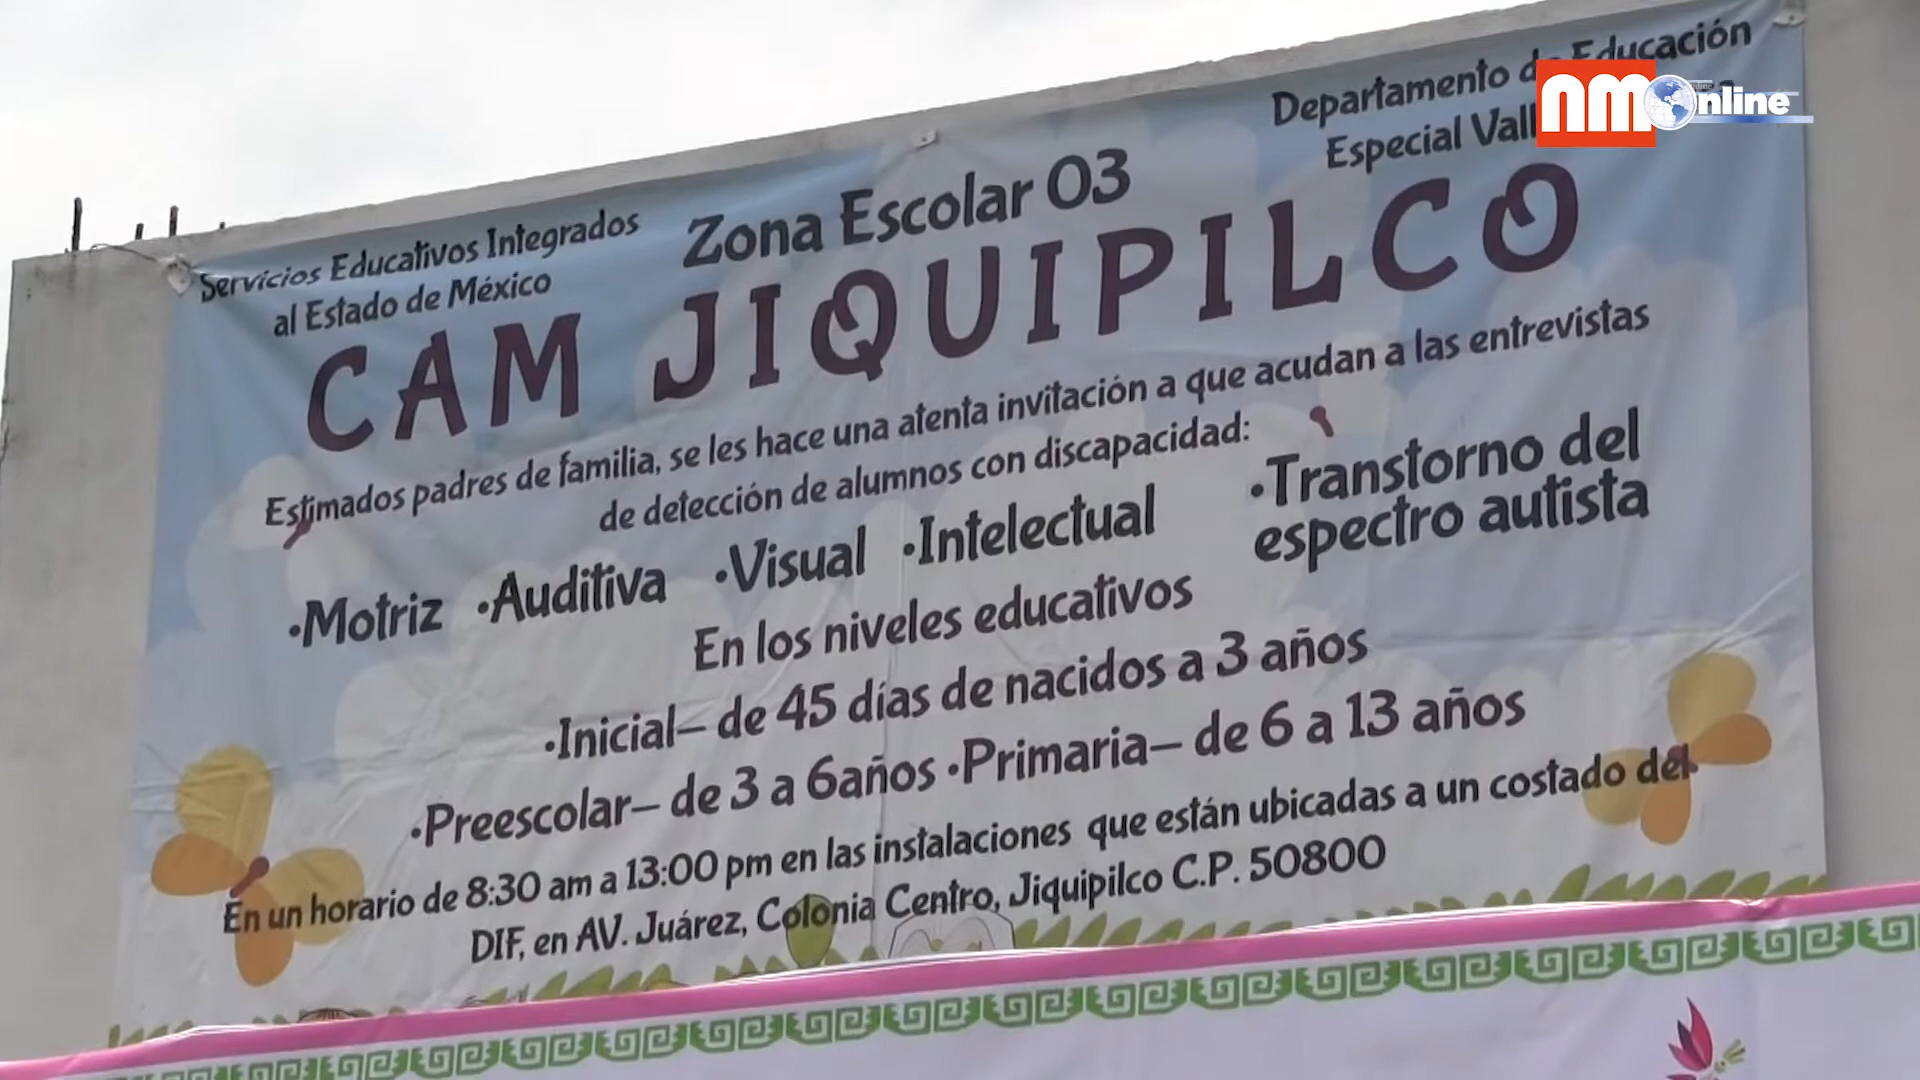 Servicios Educativos Integrados
al Estado de México
Departamento de Educación
Especial
nm online
Zona Escolar 03
CAM JIQUIPILCO
Estimados padres de familia, se les hace una atenta invitación a que acudan a las entrevistas
de detección de alumnos con discapacidad:
•Motriz •Auditiva •Visual •Intelectual •Transtorno del
espectro autista
En los niveles educativos
•Inicial– de 45 días de nacidos a 3 años
•Preescolar– de 3 a 6años •Primaria– de 6 a 13 años
En un horario de 8:30 am a 13:00 pm en las instalaciones que están ubicadas a un costado del
DIF, en AV. Juárez, Colonia Centro, Jiquipilco C.P. 50800